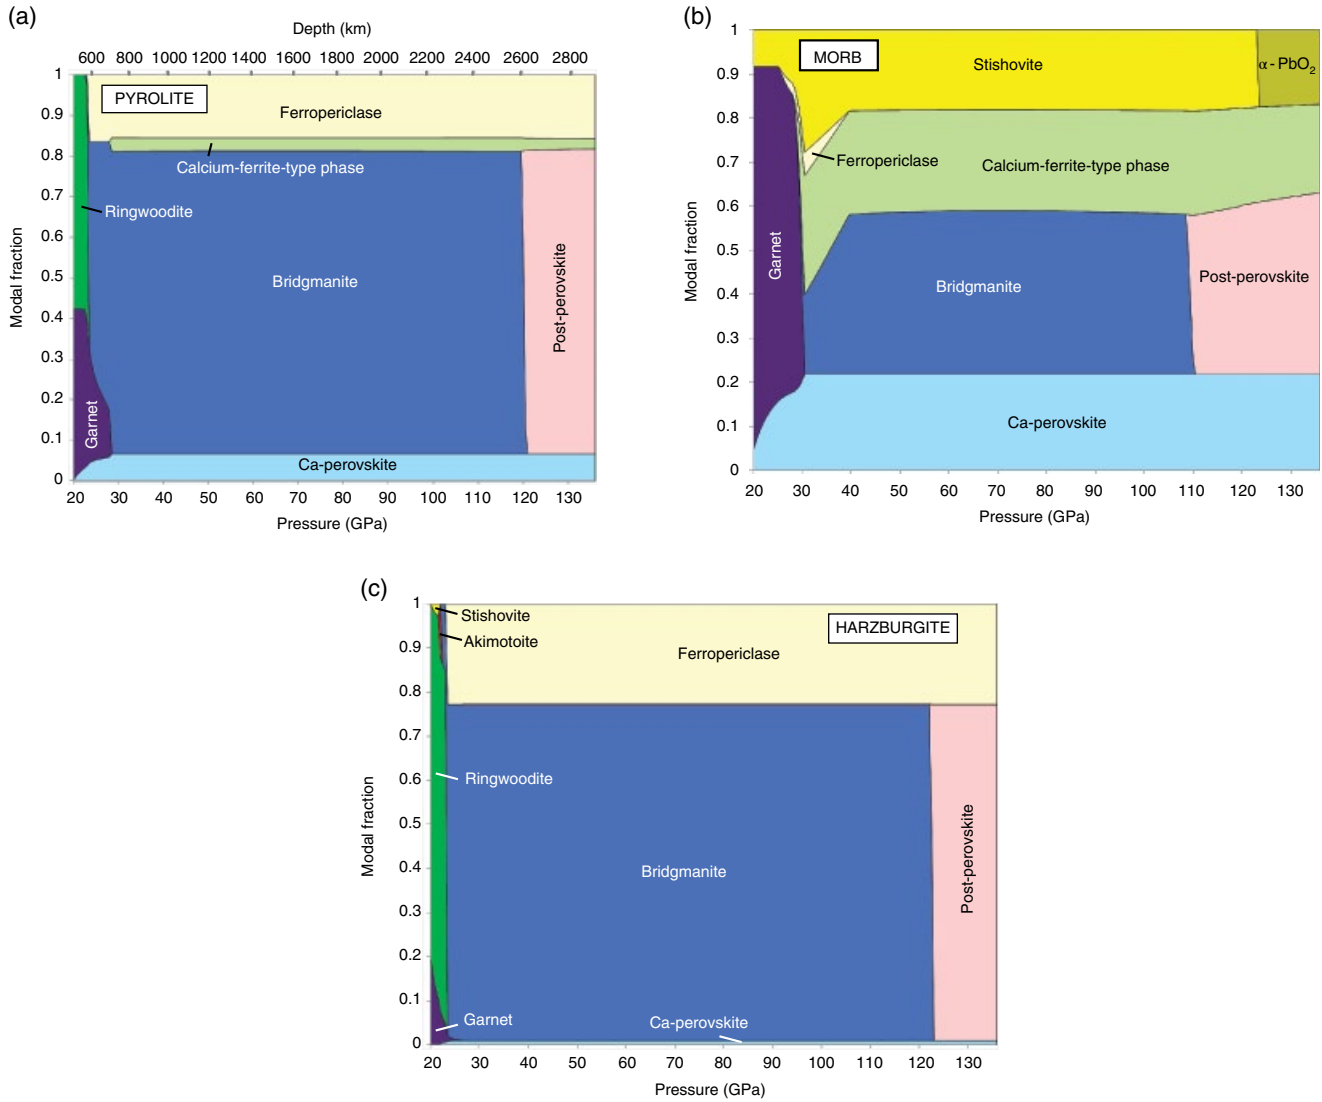 (a)
Depth (km)
600 800 1000 1200 1400 1600 1800 2000 2200 2400 2600 2800
PYROLITE
Ferropericlase
Calcium-ferrite-type phase
Ringwoodite
Bridgmanite
Post-perovskite
Garnet
Ca-perovskite
Modal fraction
1
0.9
0.8
0.7
0.6
0.5
0.4
0.3
0.2
0.1
0
20 30 40 50 60 70 80 90 100 110 120 130
Pressure (GPa)
(b)
MORB
Stishovite
α - PbO2
Ferropericlase
Calcium-ferrite-type phase
Garnet
Bridgmanite
Post-perovskite
Ca-perovskite
Modal fraction
1
0.9
0.8
0.7
0.6
0.5
0.4
0.3
0.2
0.1
0
20 30 40 50 60 70 80 90 100 110 120 130
Pressure (GPa)
(c)
Stishovite
HARZBURGITE
Akimotoite
Ferropericlase
Ringwoodite
Bridgmanite
Post-perovskite
Garnet
Ca-perovskite
Modal fraction
1
0.9
0.8
0.7
0.6
0.5
0.4
0.3
0.2
0.1
0
20 30 40 50 60 70 80 90 100 110 120 130
Pressure (GPa)